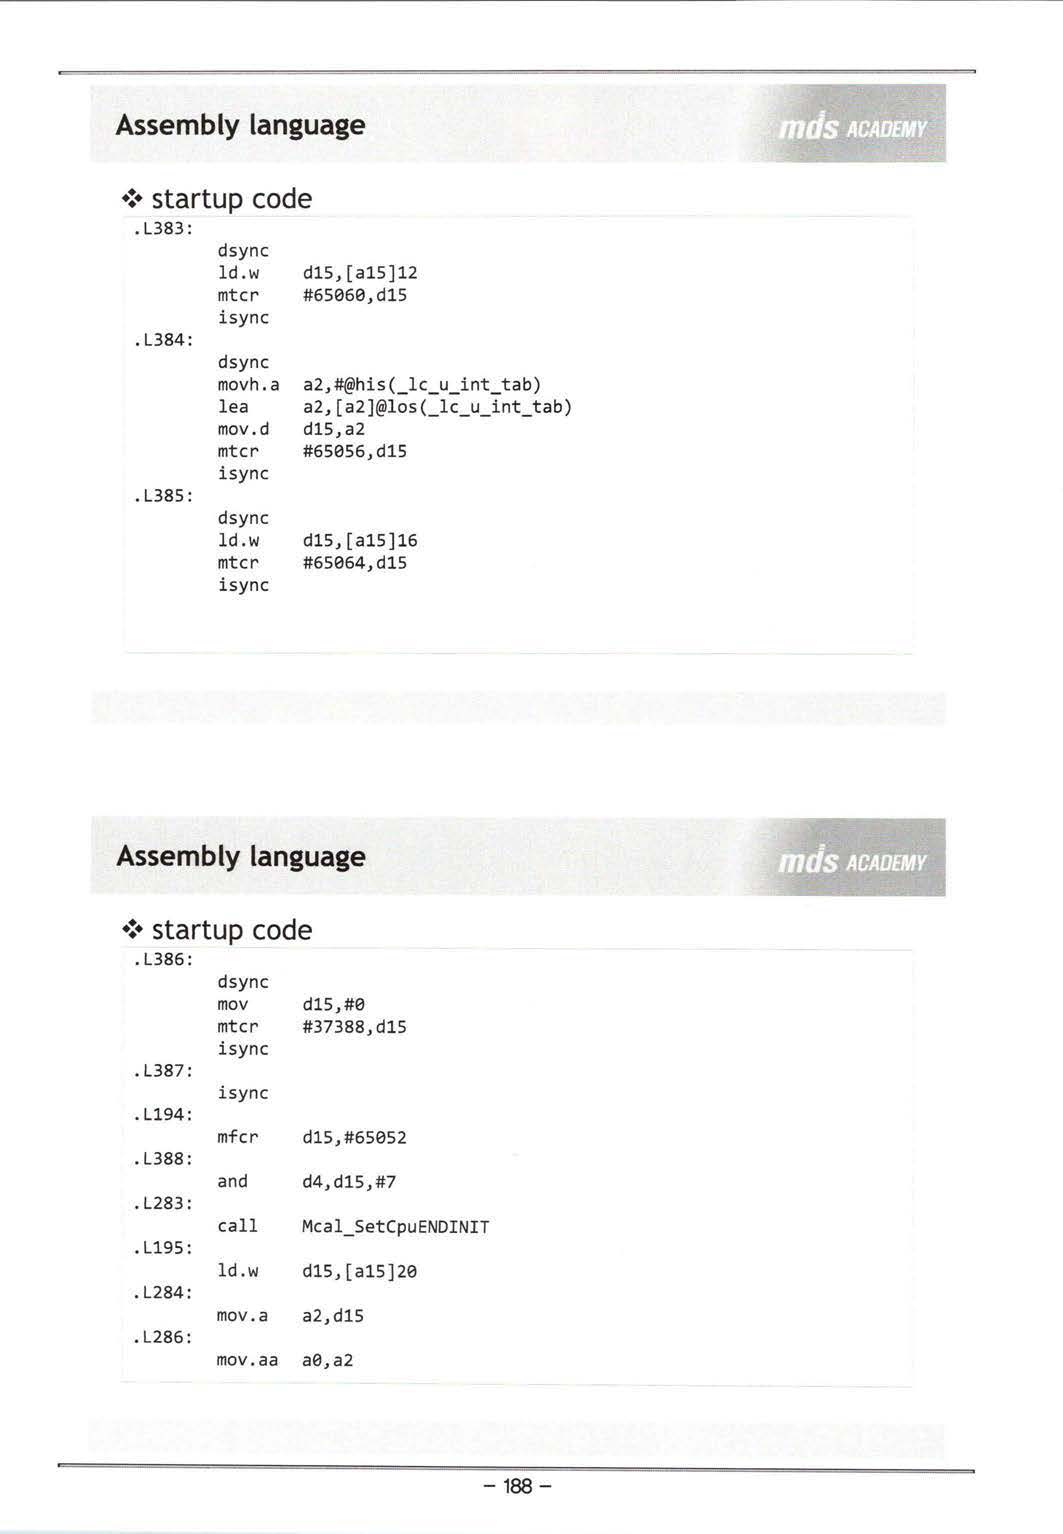 Assembly language
mds ACADEMY
❖ startup code
.L383:
dsync
ld.w d15,[a15]12
mtcr #65060,d15
isync
.L384:
dsync
movh.a a2,#@his(_lc_u_int_tab)
lea a2,[a2]@los(_lc_u_int_tab)
mov.d d15,a2
mtcr #65056,d15
isync
.L385:
dsync
ld.w d15,[a15]16
mtcr #65064,d15
isync
Assembly language
mds ACADEMY
❖ startup code
.L386:
dsync
mov d15,#0
mtcr #37388,d15
isync
.L387:
isync
.L194:
mfcr d15,#65052
.L388:
and d4,d15,#7
.L283:
call Mcal_SetCpuENDINIT
.L195:
ld.w d15,[a15]20
.L284:
mov.a a2,d15
.L286:
mov.aa a0,a2
– 188 –